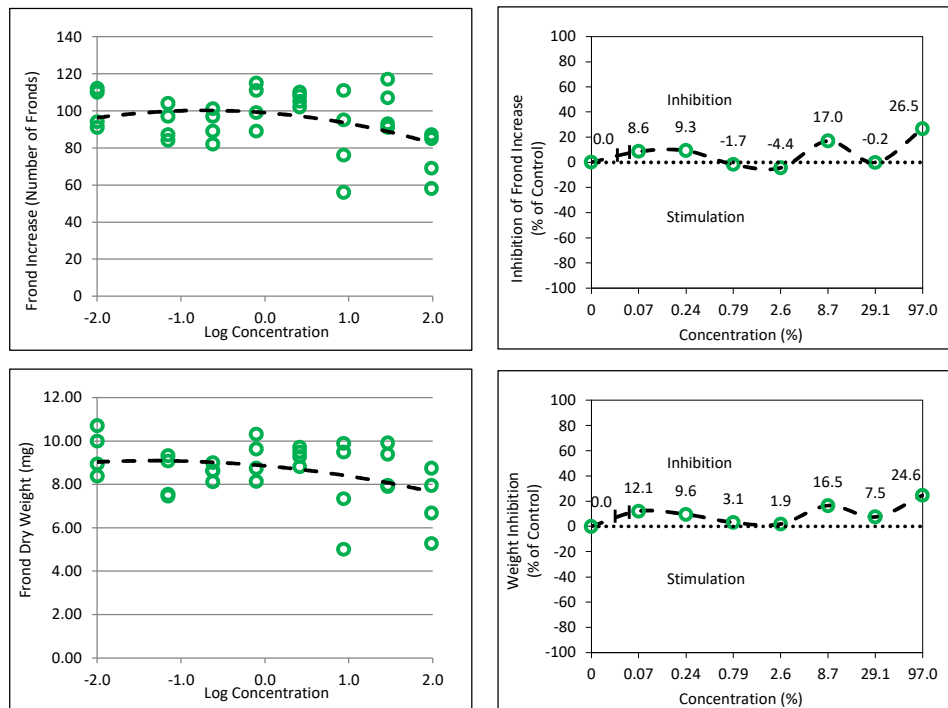 Frond Increase (Number of Fronds)
140
120
100
80
60
40
20
0
-2.0 -1.0 0.0 1.0 2.0
Log Concentration
Inhibition of Frond Increase
(% of Control)
100
80
60
40
20
0
-20
-40
-60
-80
-100
Inhibition
0.0 8.6 9.3 -1.7 -4.4 17.0 -0.2 26.5
Stimulation
0 0.07 0.24 0.79 2.6 8.7 29.1 97.0
Concentration (%)
Frond Dry Weight (mg)
12.00
10.00
8.00
6.00
4.00
2.00
0.00
-2.0 -1.0 0.0 1.0 2.0
Log Concentration
Weight Inhibition
(% of Control)
100
80
60
40
20
0
-20
-40
-60
-80
-100
Inhibition
0.0 12.1 9.6 3.1 1.9 16.5 7.5 24.6
Stimulation
0 0.07 0.24 0.79 2.6 8.7 29.1 97.0
Concentration (%)